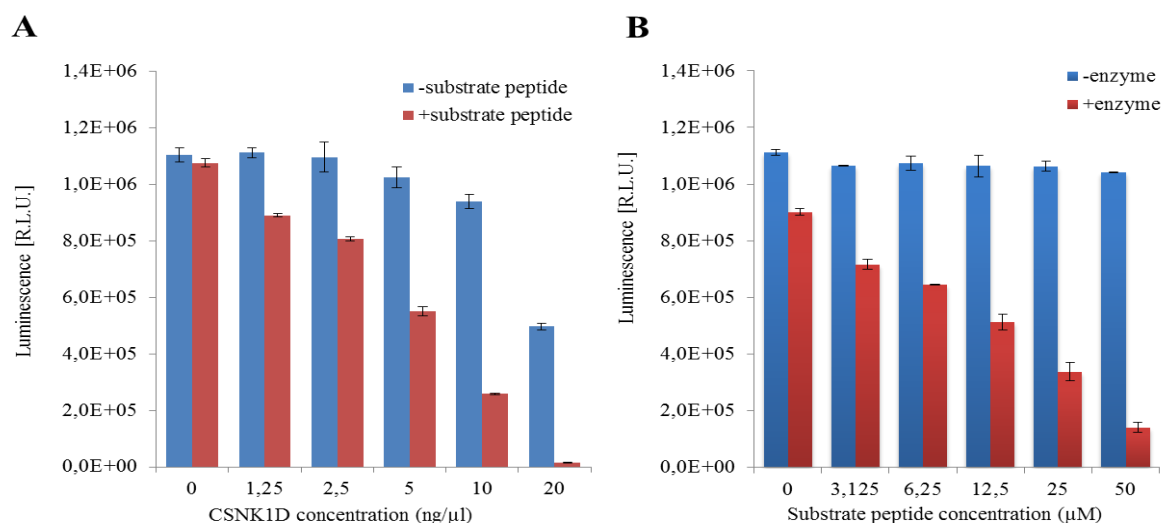 A
1,4E+06
1,2E+06
1,0E+06
8,0E+05
6,0E+05
4,0E+05
2,0E+05
0,0E+00
Luminescence [R.L.U.]
-substrate peptide
+substrate peptide
0 1,25 2,5 5 10 20
CSNK1D concentration (ng/µl)
B
1,4E+06
1,2E+06
1,0E+06
8,0E+05
6,0E+05
4,0E+05
2,0E+05
0,0E+00
Luminescence [R.L.U.]
-enzyme
+enzyme
0 3,125 6,25 12,5 25 50
Substrate peptide concentration (µM)